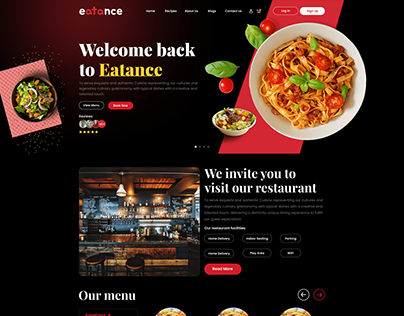 eatance
Home Recipes About Us Blogs Contact Us
Log In Sign Up
Welcome back
to Eatance
To serve exquisite and authentic Cuisine representing our cultures and
legendary culinary gastronomy with typical dishes with a creative and
talented touch.
View Menu Book Now
Reviews
We invite you to
visit our restaurant
To serve exquisite and authentic Cuisine representing our cultures and
legendary culinary gastronomy with typical dishes with a creative and
talented touch, delivering a distinctly unique dining experience to fulfill
our guest expectation.
Our restaurant facilities:
Home Delivery Indoor Seating Parking
Home Delivery Play Area WIFI
Read More
Our menu